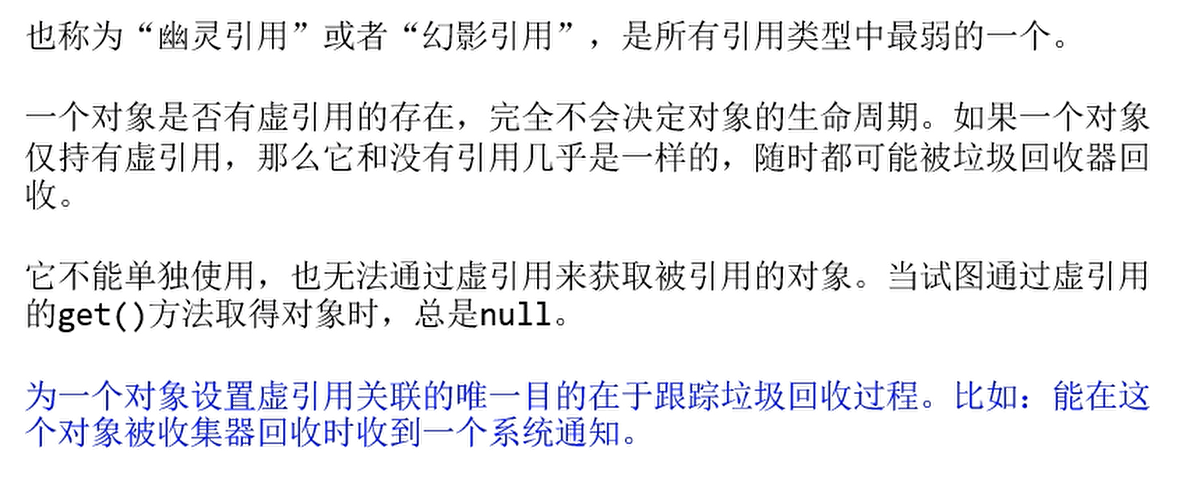 也称为“幽灵引用”或者“幻影引用”，是所有引用类型中最弱的一个。
一个对象是否有虚引用的存在，完全不会决定对象的生命周期。如果一个对象
仅持有虚引用，那么它和没有引用几乎是一样的，随时都可能被垃圾回收器回
收。
它不能单独使用，也无法通过虚引用来获取被引用的对象。当试图通过虚引用
的get()方法取得对象时，总是null。
为一个对象设置虚引用关联的唯一目的在于跟踪垃圾回收过程。比如：能在这
个对象被收集器回收时收到一个系统通知。